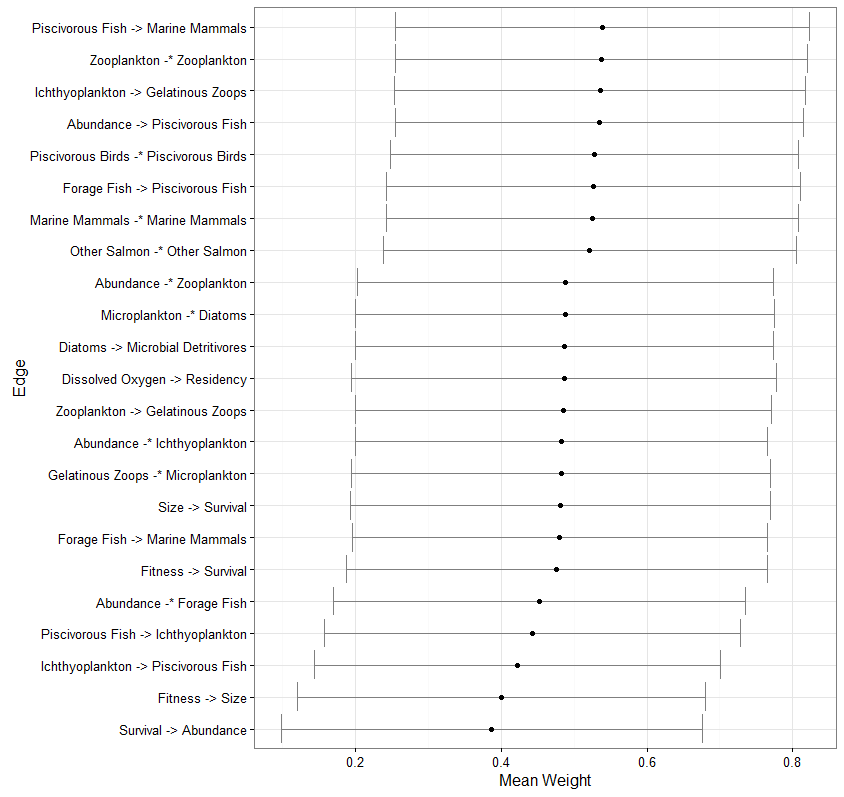 Piscivorous Fish -> Marine Mammals
Zooplankton -* Zooplankton
Ichthyoplankton -> Gelatinous Zoops
Abundance -> Piscivorous Fish
Piscivorous Birds -* Piscivorous Birds
Forage Fish -> Piscivorous Fish
Marine Mammals -* Marine Mammals
Other Salmon -* Other Salmon
Abundance -* Zooplankton
Microplankton -* Diatoms
Diatoms -> Microbial Detritivores
Dissolved Oxygen -> Residency
Zooplankton -> Gelatinous Zoops
Abundance -* Ichthyoplankton
Gelatinous Zoops -* Microplankton
Size -> Survival
Forage Fish -> Marine Mammals
Fitness -> Survival
Abundance -* Forage Fish
Piscivorous Fish -> Ichthyoplankton
Ichthyoplankton -> Piscivorous Fish
Fitness -> Size
Survival -> Abundance
Edge
0.2 0.4 0.6 0.8
Mean Weight